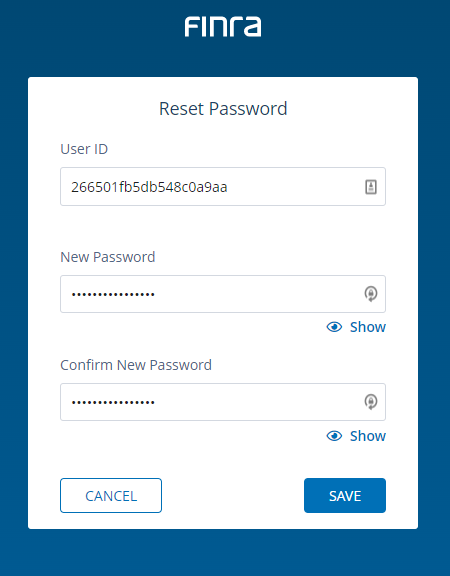 FINRA
Reset Password
User ID
266501fb5db548c0a9aa
New Password
••••••••••••••••
Show
Confirm New Password
••••••••••••••••
Show
CANCEL SAVE